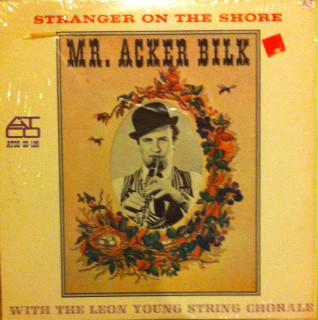 STRANGER ON THE SHORE
MR. ACKER BILK
ATCO
WITH THE LEON YOUNG STRING CHORALE